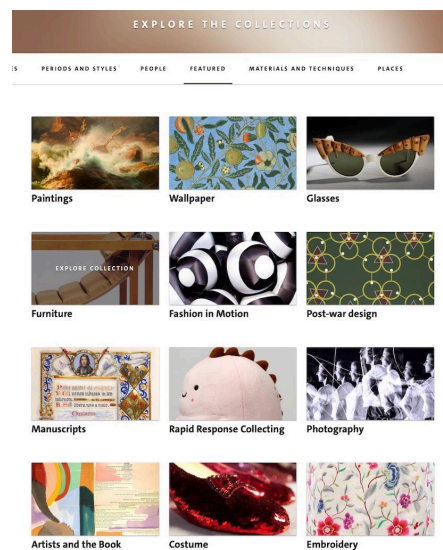 EXPLORE THE COLLECTIONS
PERIODS AND STYLES PEOPLE FEATURED MATERIALS AND TECHNIQUES PLACES
Paintings Wallpaper Glasses
EXPLORE COLLECTION
Furniture Fashion in Motion Post-war design
Manuscripts Rapid Response Collecting Photography
Artists and the Book Costume Embroidery